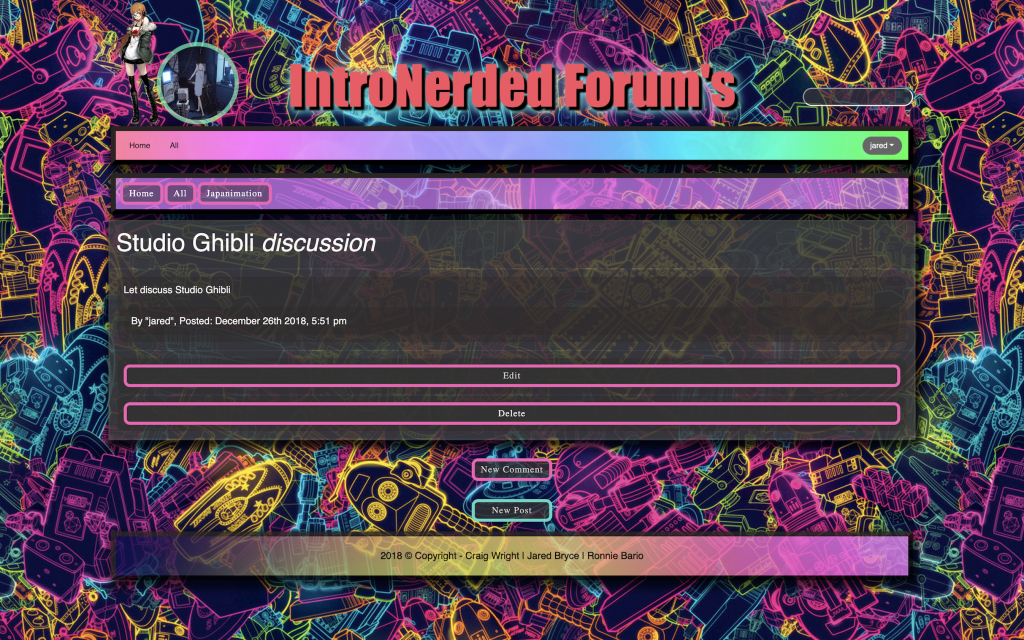 IntroNerded Forum's
Home All jared
Home All Japanimation
Studio Ghibli discussion
Let discuss Studio Ghibli
By "jared", Posted: December 26th 2018, 5:51 pm
Edit
Delete
New Comment
New Post
2018 © Copyright - Craig Wright | Jared Bryce | Ronnie Bario